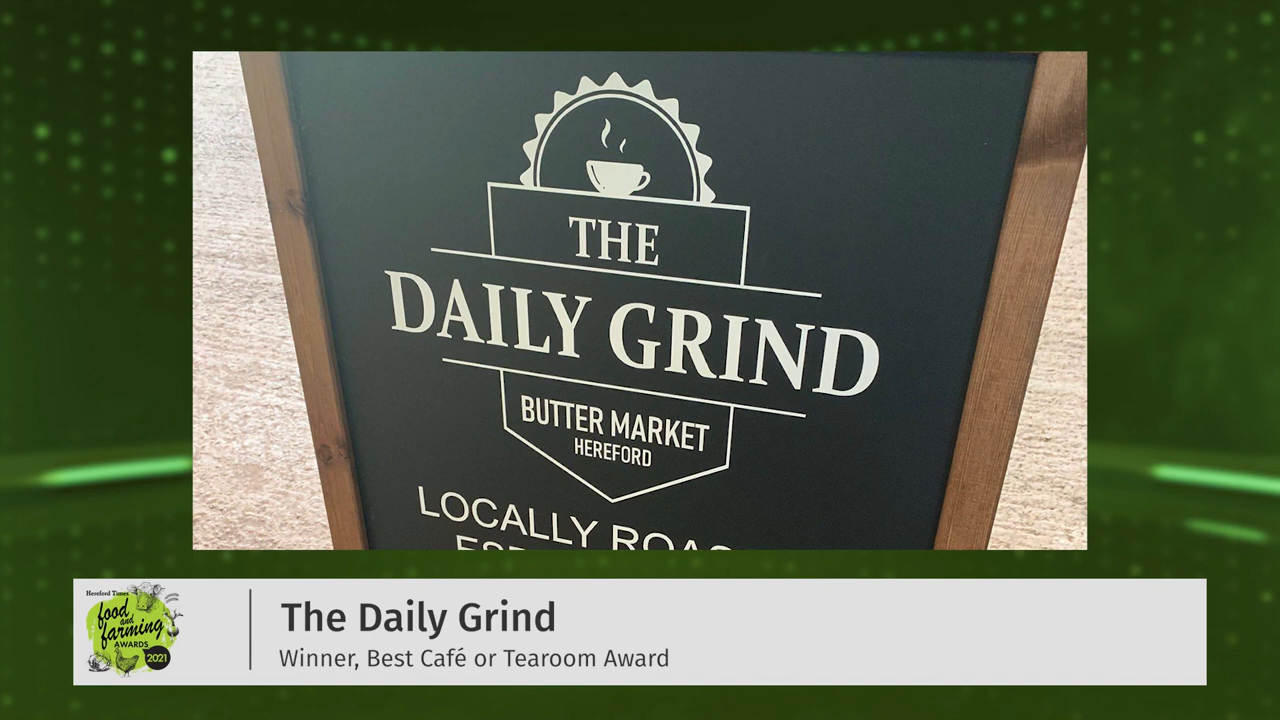 THE
DAILY GRIND
BUTTER MARKET
HEREFORD
LOCALLY
Hereford Times
food
and
farming
AWARDS
2021
The Daily Grind
Winner, Best Café or Tearoom Award